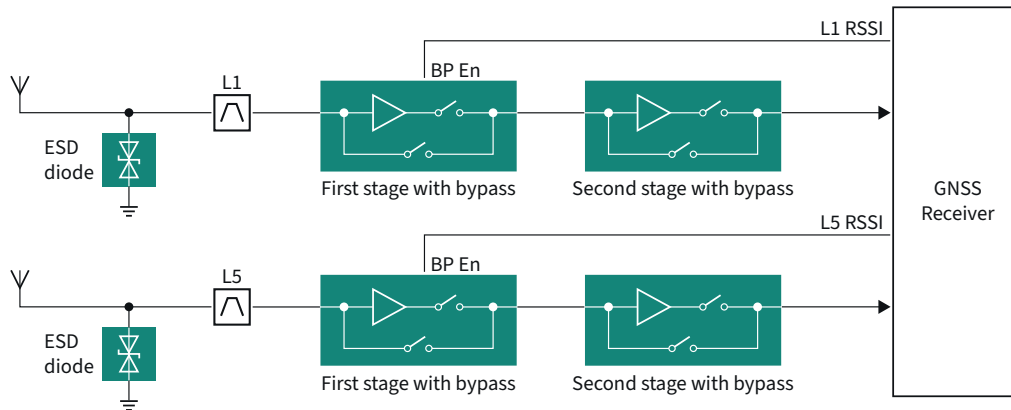 L1 RSSI
L1
BP En
ESD
diode
First stage with bypass
Second stage with bypass
GNSS
Receiver
L5 RSSI
L5
BP En
ESD
diode
First stage with bypass
Second stage with bypass